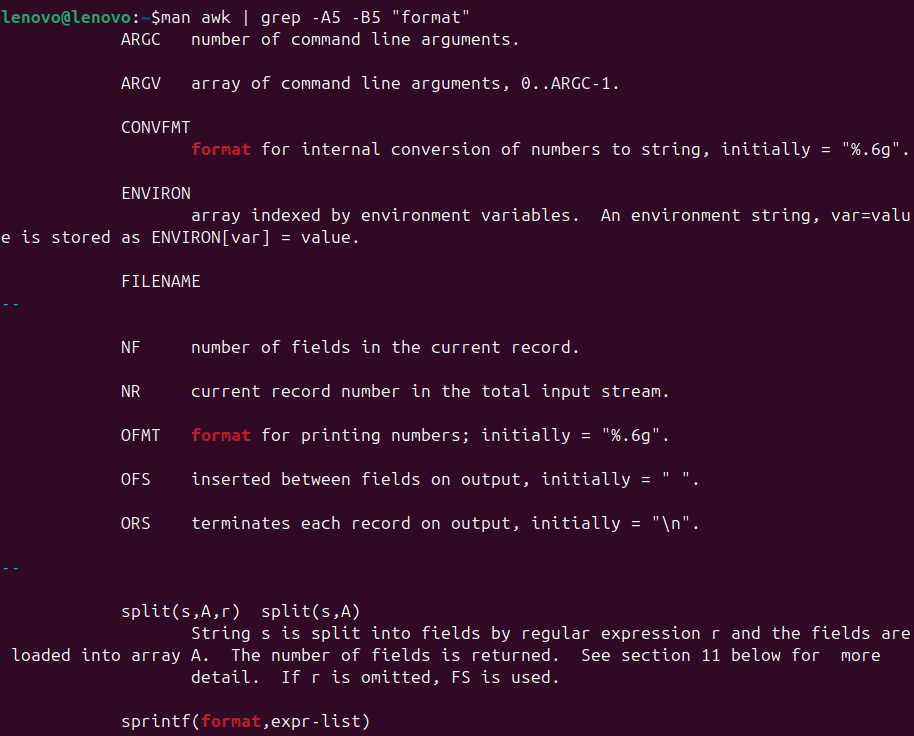 lenovo@lenovo:~$man awk | grep -A5 -B5 "format"
ARGC   number of command line arguments.
ARGV   array of command line arguments, 0..ARGC-1.
CONVFMT
format for internal conversion of numbers to string, initially = "%.6g".
ENVIRON
array indexed by environment variables.  An environment string, var=valu
e is stored as ENVIRON[var] = value.
FILENAME
--
NF     number of fields in the current record.
NR     current record number in the total input stream.
OFMT   format for printing numbers; initially = "%.6g".
OFS    inserted between fields on output, initially = " ".
ORS    terminates each record on output, initially = "\n".
--
split(s,A,r)  split(s,A)
String s is split into fields by regular expression r and the fields are
loaded into array A.  The number of fields is returned.  See section 11 below for  more
detail.  If r is omitted, FS is used.
sprintf(format,expr-list)